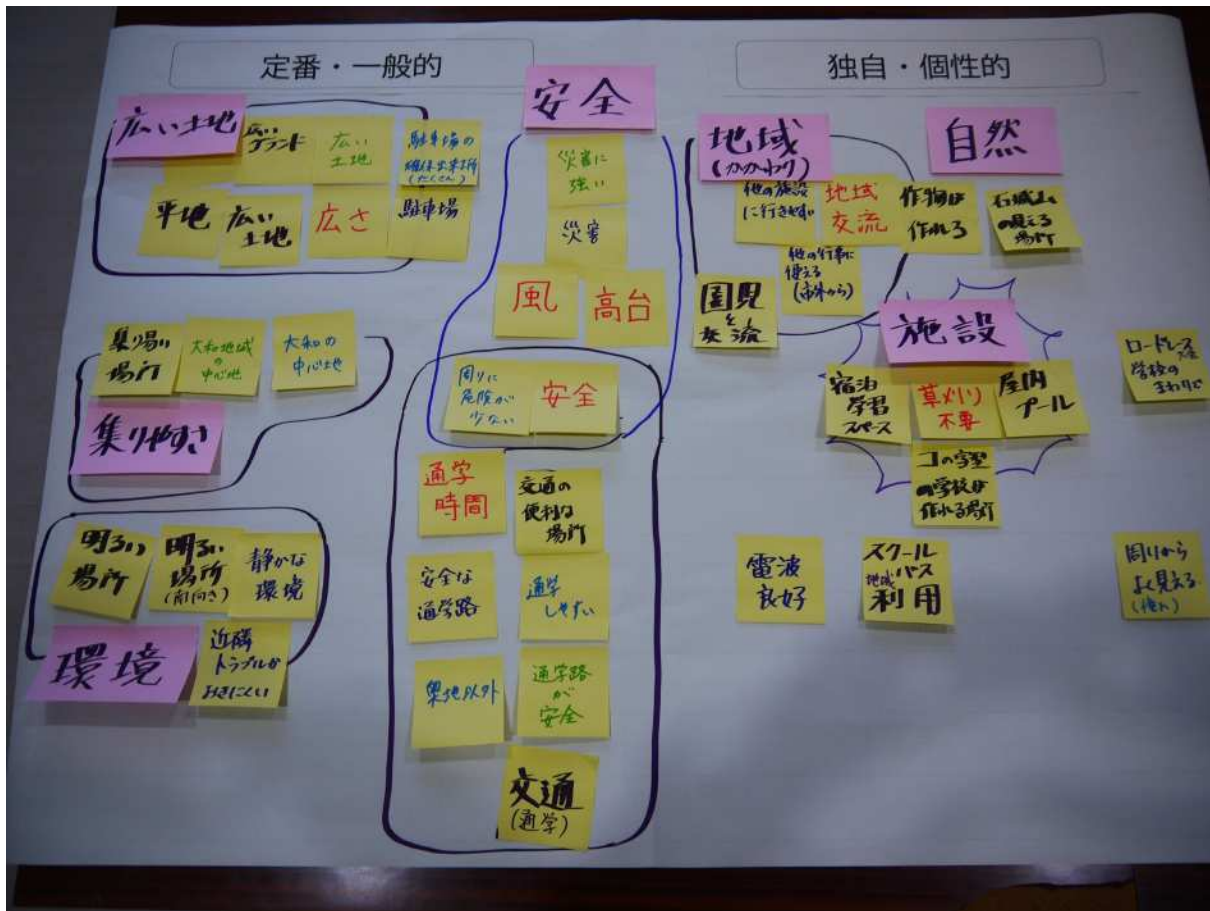 定番・一般的
独自・個性的
広い土地
広い
グランド
広い
土地
駐車場の
確保出来る所
(たくさん)
平地
広い
土地
広さ
駐車場
安全
災害に
強い
災害
風
高台
周りに
危険が
少ない
安全
集り易い
場所
大和地域
の
中心地
大和の
中心地
集りやすさ
明るい
場所
明るい
場所
(南向き)
静かな
環境
環境
近隣
トラブルが
おきにくい
通学
時間
交通の
便利な
場所
安全な
通学路
通学
しやすい
団地以外
通学路
が
安全
交通
(通学)
地域
(かかわり)
他の施設
に行きやすい
地域
交流
他の行事に
使える
(市外から)
園児
と
交流
自然
作物は
作れる
石城山
の見える
場所
施設
宿泊
学習
スペース
草刈り
不要
屋内
プール
コの字型
の学校が
作れる場所
ロードレース
学校の
まわりで
電波
良好
スクール
地域バス
利用
周りから
よく見える